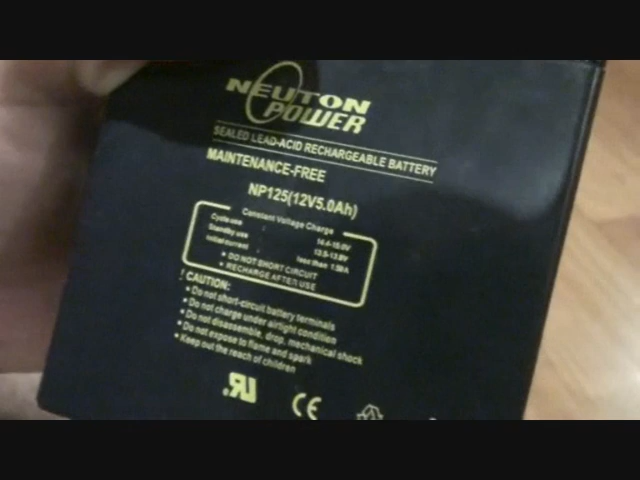 NEUTON
POWER
SEALED LEAD-ACID RECHARGEABLE BATTERY
MAINTENANCE-FREE
NP125(12V5.0Ah)
Constant Voltage Charge
Cycle use 14.4-15.0V
Standby use 13.5-13.8V
Initial current less than 1.50A
• DO NOT SHORT CIRCUIT
• RECHARGE AFTER USE
! CAUTION:
• Do not short-circuit battery terminals
• Do not charge under airtight condition
• Do not disassemble, drop, mechanical shock
• Do not expose to flame and spark
• Keep out the reach of children
CE